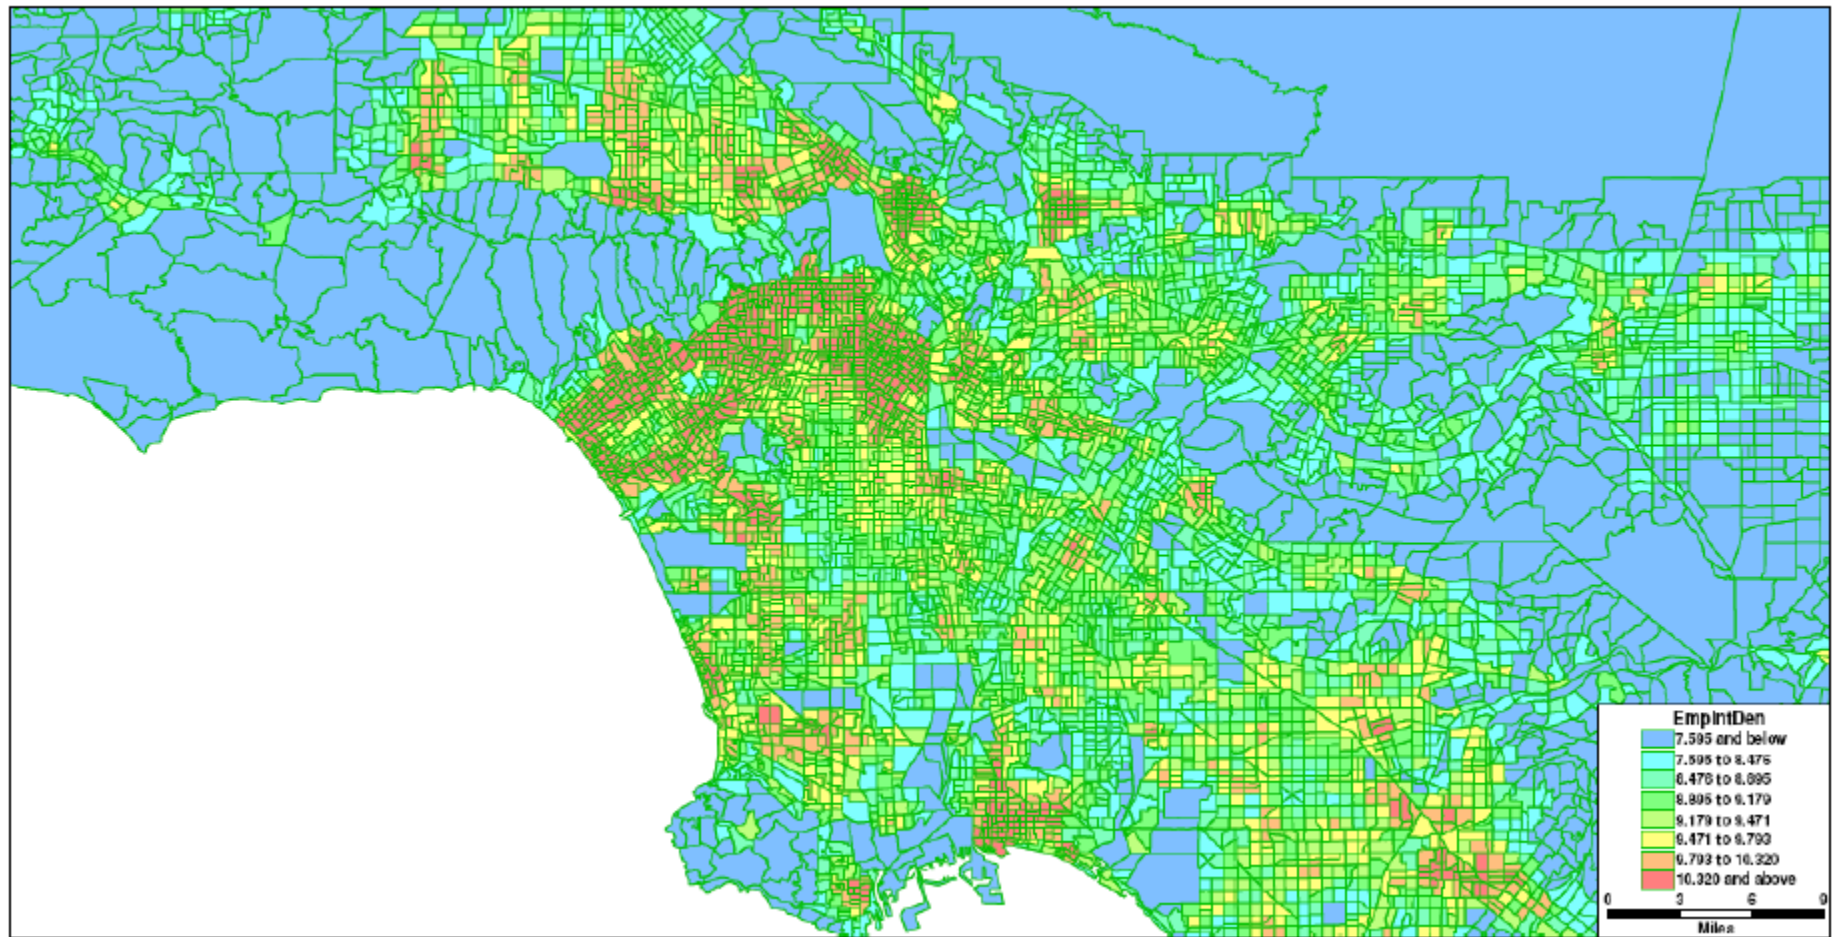 EmpIntDen
7.595 and below
7.595 to 8.476
8.476 to 8.895
8.895 to 9.179
9.179 to 9.471
9.471 to 9.793
9.793 to 10.320
10.320 and above
0 3 6 9
Miles